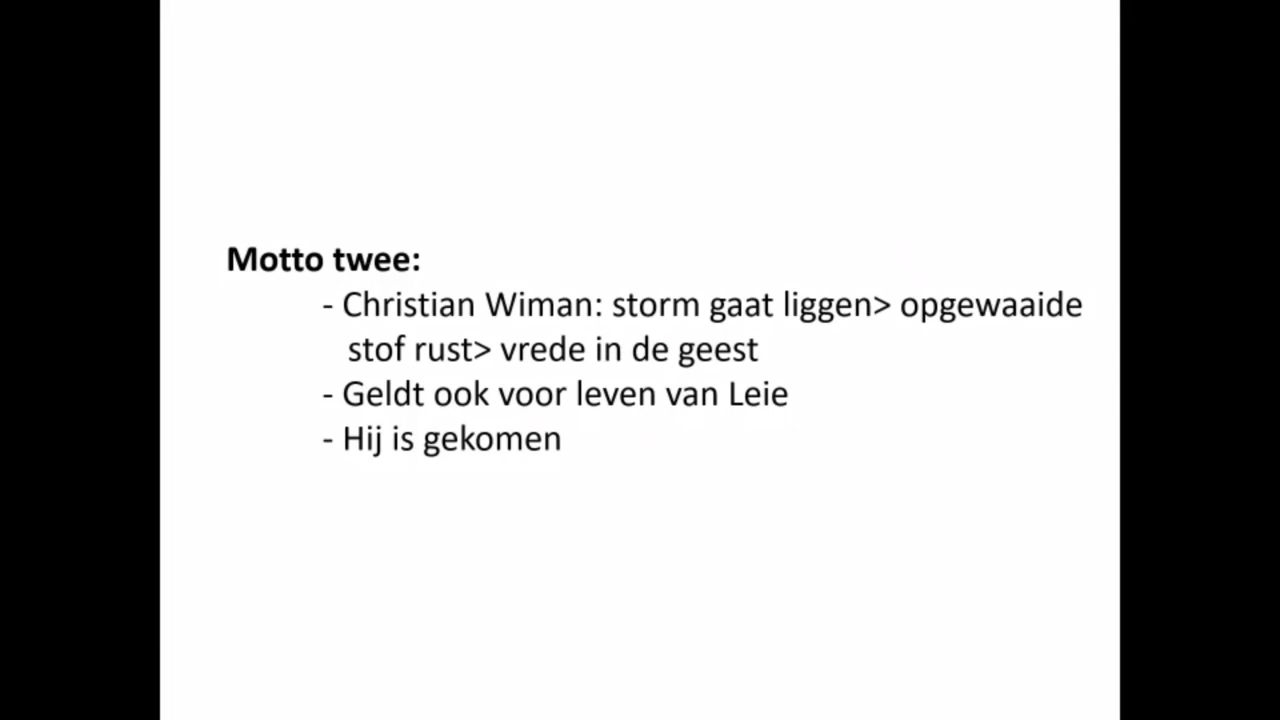 Motto twee:
- Christian Wiman: storm gaat liggen> opgewaaide
stof rust> vrede in de geest
- Geldt ook voor leven van Leie
- Hij is gekomen